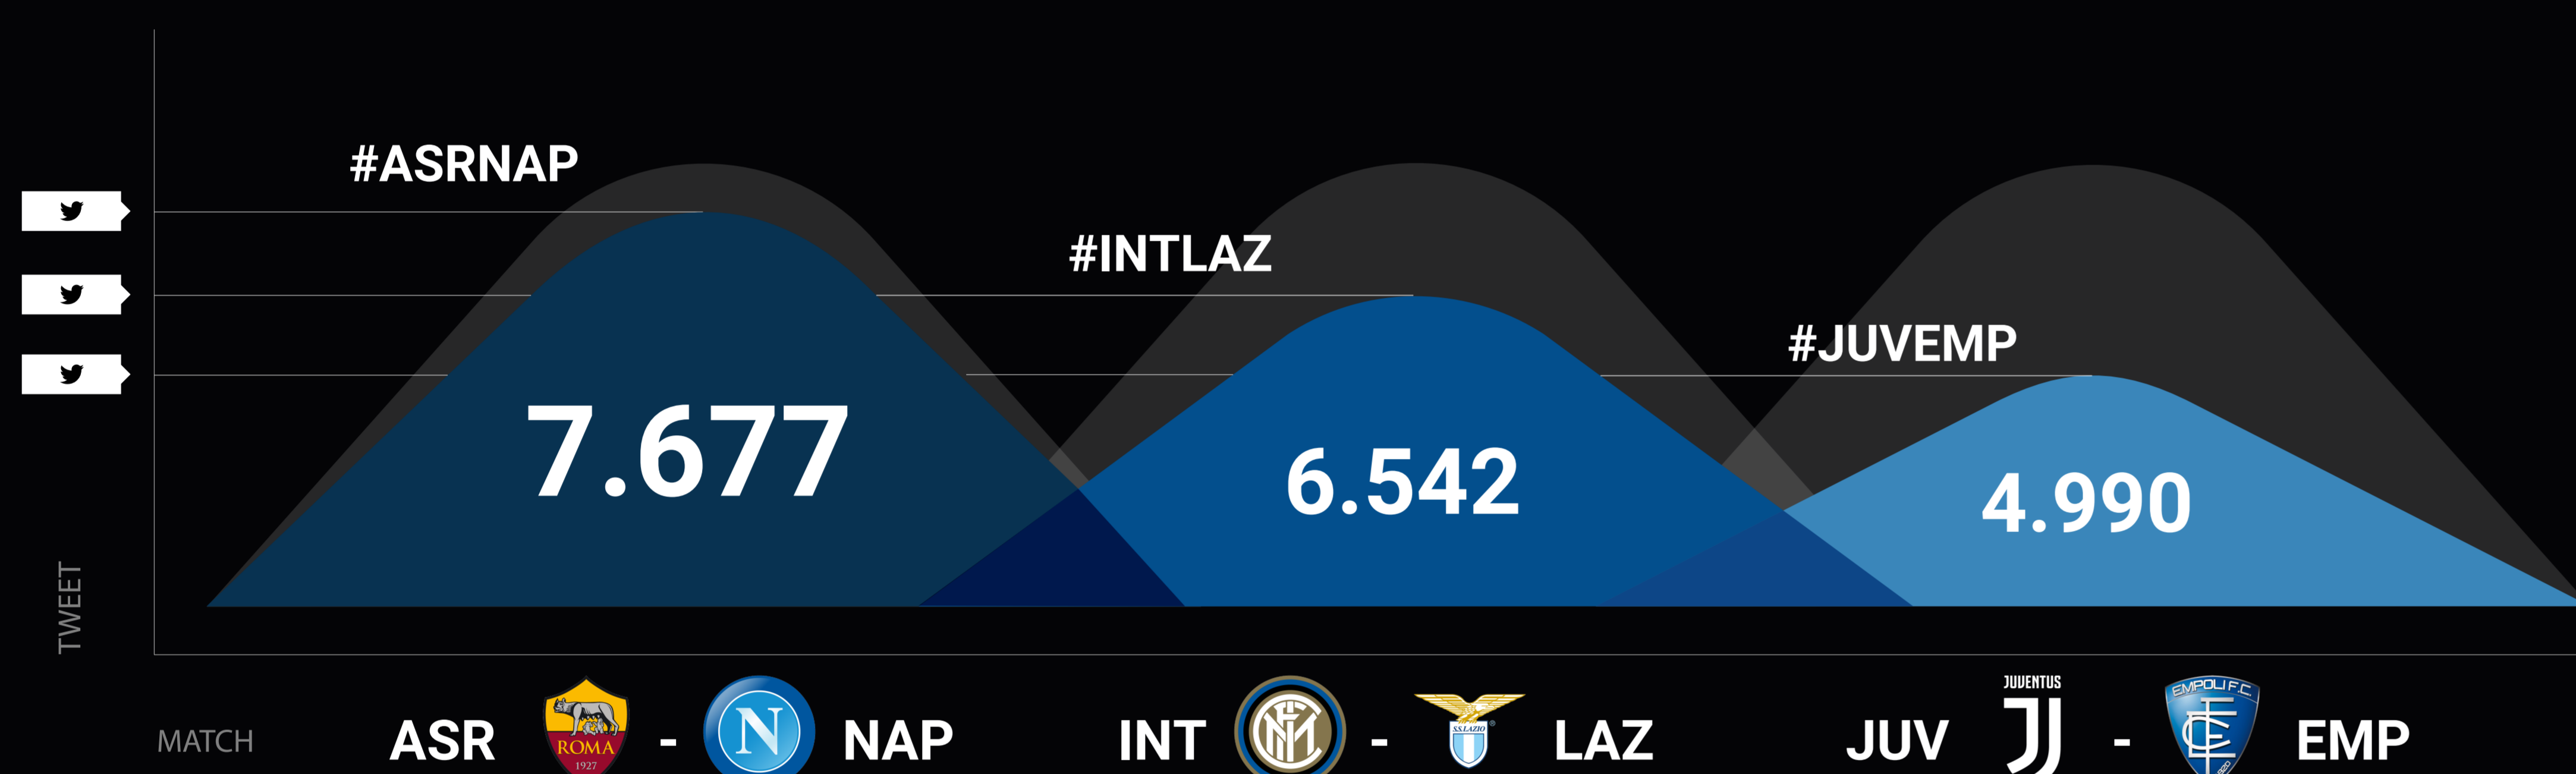 #ASRNAP
#INTLAZ
#JUVEMP
7.677
6.542
4.990
TWEET
MATCH
ASR
ROMA
1927
-
N
NAP
INT
-
S.S.LAZIO
LAZ
JUV
JUVENTUS
-
EMPOLI F.C.
EMP